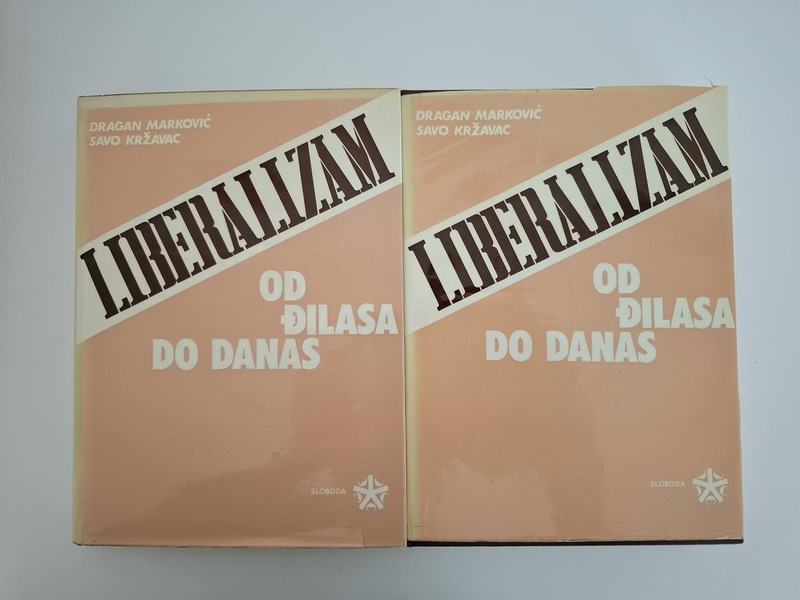 DRAGAN MARKOVIĆ
SAVO KRŽAVAC
LIBERALIZAM
OD
ĐILASA
DO DANAS
SLOBODA
DRAGAN MARKOVIĆ
SAVO KRŽAVAC
LIBERALIZAM
OD
ĐILASA
DO DANAS
SLOBODA